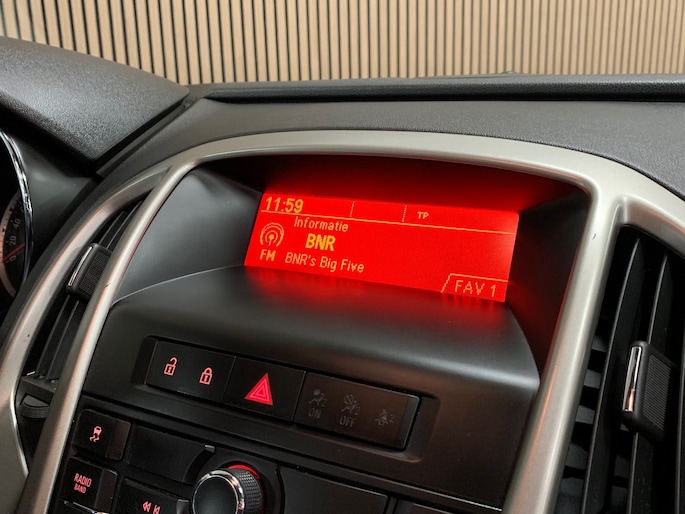 11:59
TP
Informatie
BNR
FM BNR's Big Five
FAV 1
ON
OFF
RADIO
BAND